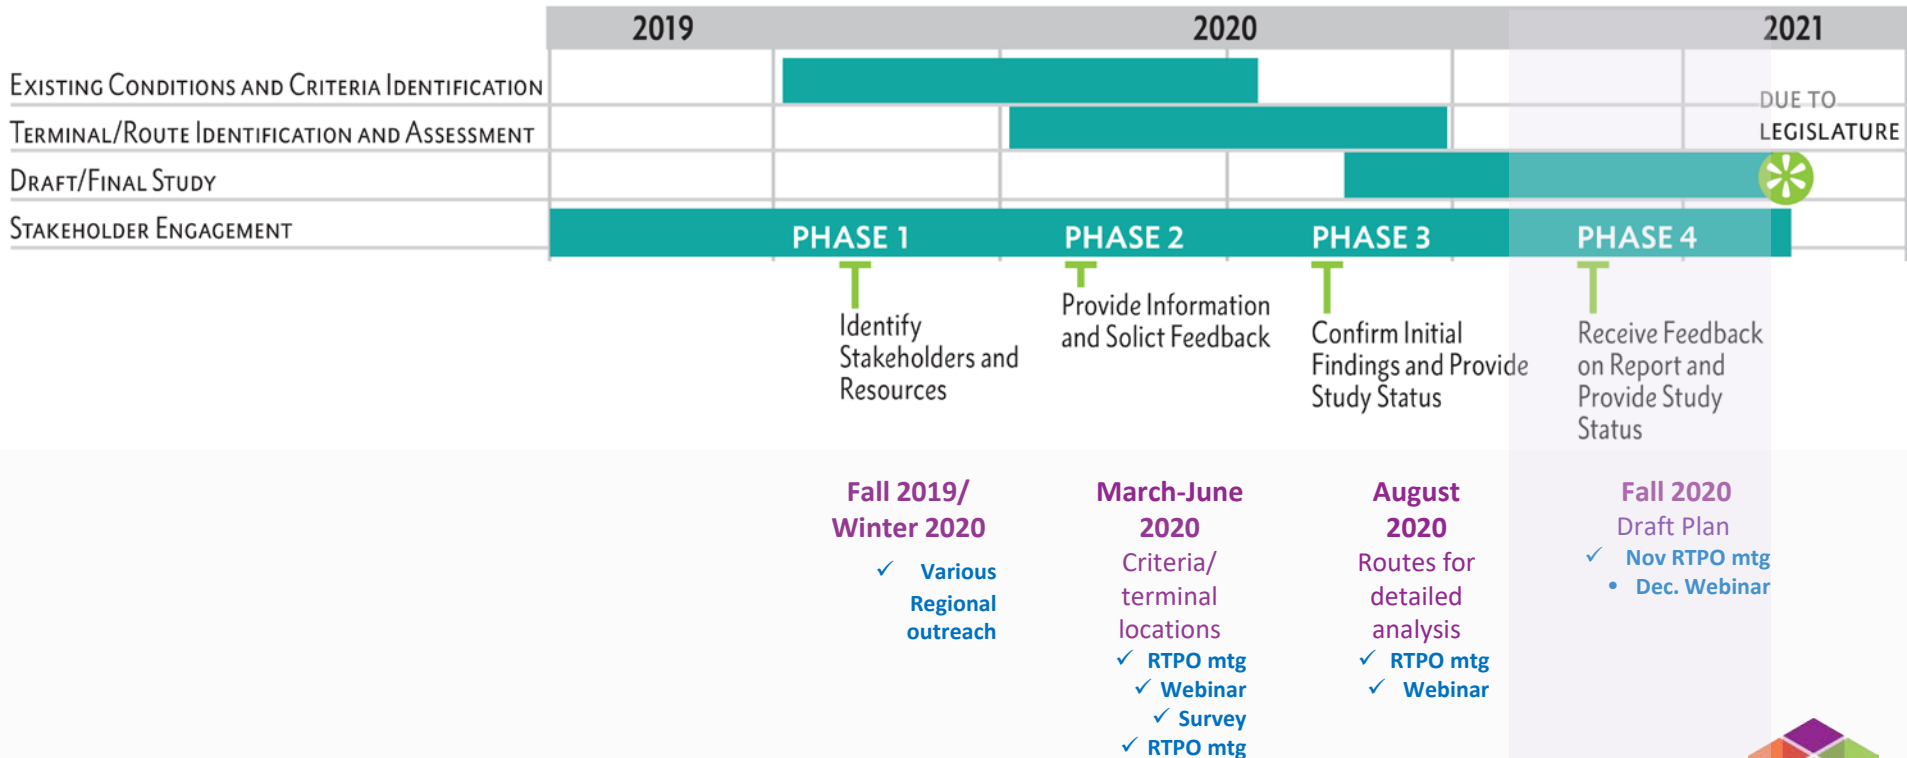 2019
2020
2021
EXISTING CONDITIONS AND CRITERIA IDENTIFICATION
TERMINAL/ROUTE IDENTIFICATION AND ASSESSMENT
DRAFT/FINAL STUDY
STAKEHOLDER ENGAGEMENT
DUE TO
LEGISLATURE
PHASE 1
PHASE 2
PHASE 3
PHASE 4
Identify
Stakeholders and
Resources
Provide Information
and Solict Feedback
Confirm Initial
Findings and Provide
Study Status
Receive Feedback
on Report and
Provide Study
Status
Fall 2019/
Winter 2020
✓ Various
Regional
outreach
March-June
2020
Criteria/
terminal
locations
✓ RTPO mtg
✓ Webinar
✓ Survey
✓ RTPO mtg
August
2020
Routes for
detailed
analysis
✓ RTPO mtg
✓ Webinar
Fall 2020
Draft Plan
✓ Nov RTPO mtg
• Dec. Webinar